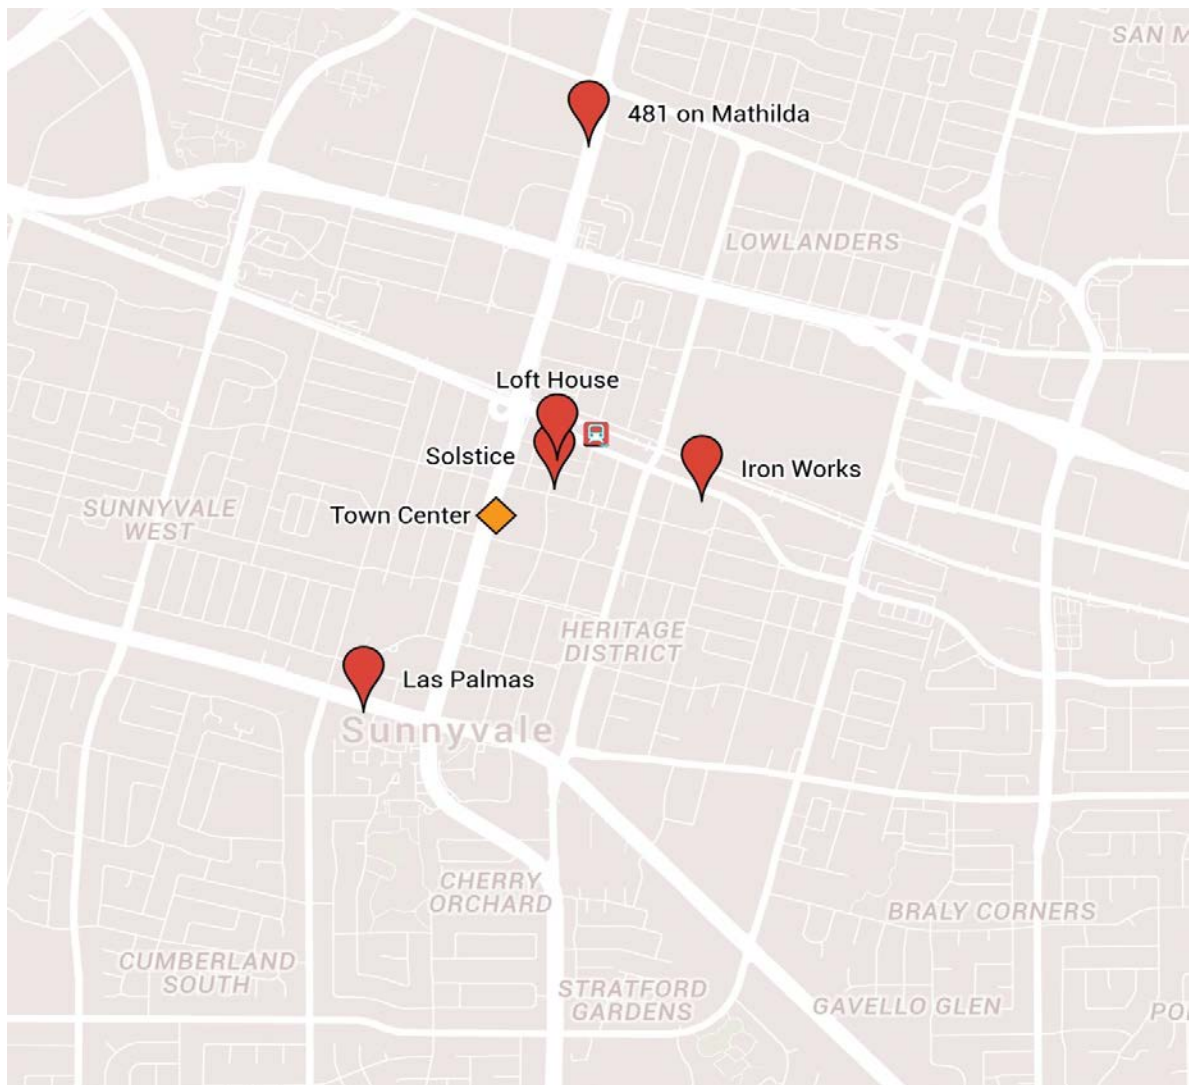 SAN M
481 on Mathilda
LOWLANDERS
Loft House
Solstice
Iron Works
SUNNYVALE
WEST
Town Center
HERITAGE
DISTRICT
Las Palmas
Sunnyvale
CHERRY
ORCHARD
BRALY CORNERS
CUMBERLAND
SOUTH
STRATFORD
GARDENS
GAVELLO GLEN
PO